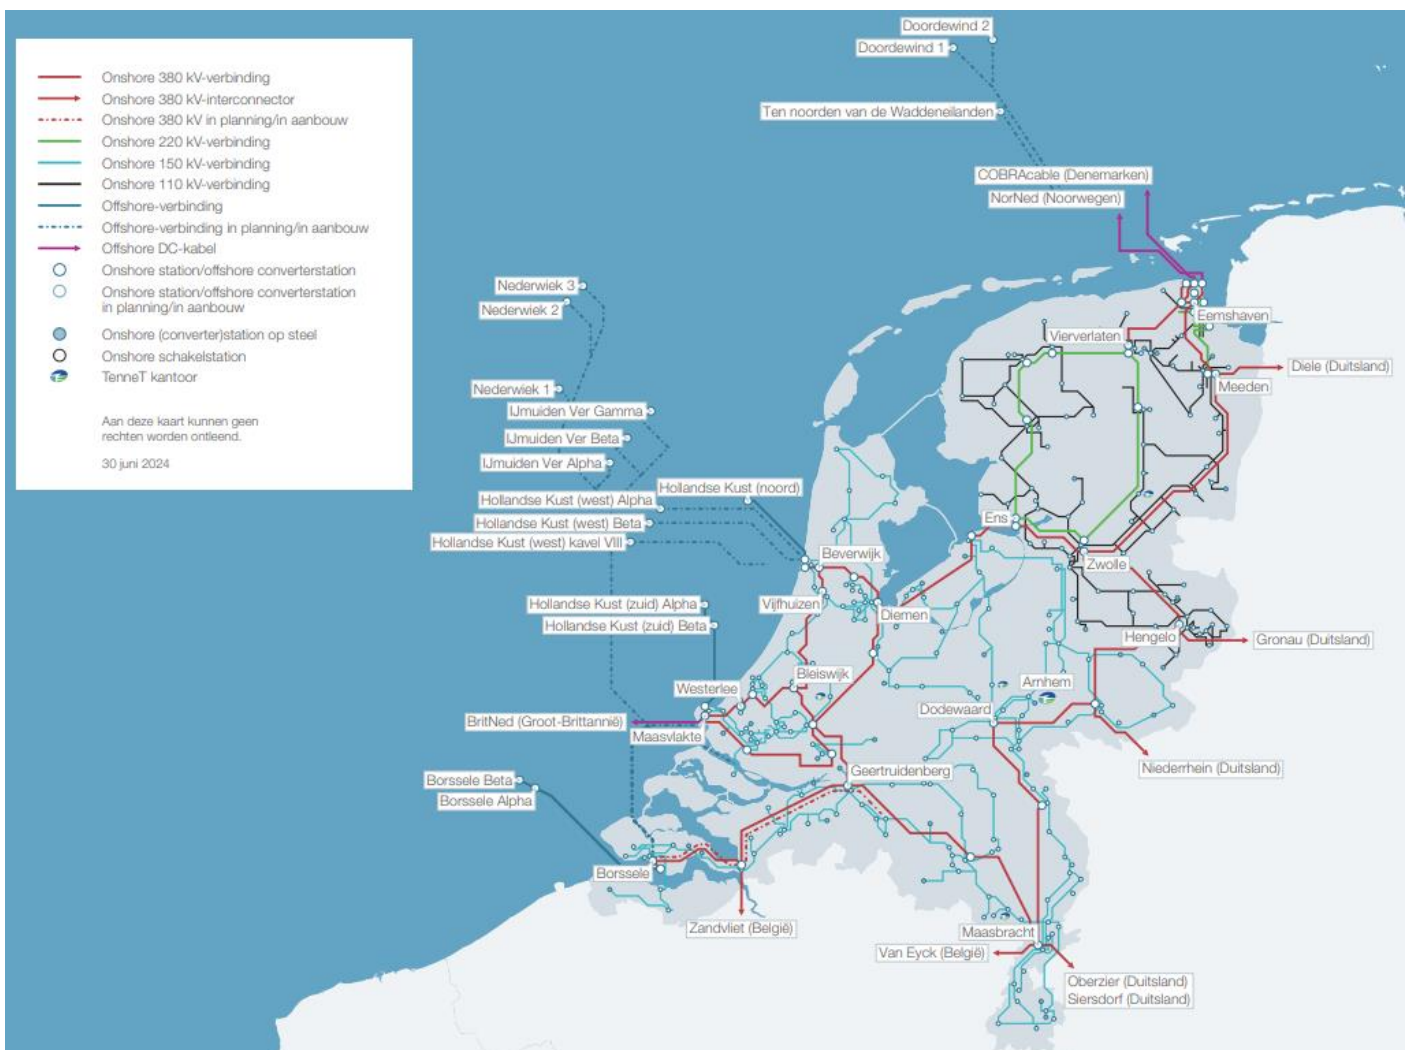 Onshore 380 kV-verbinding
Onshore 380 kV-interconnector
Onshore 380 kV in planning/in aanbouw
Onshore 220 kV-verbinding
Onshore 150 kV-verbinding
Onshore 110 kV-verbinding
Offshore-verbinding
Offshore-verbinding in planning/in aanbouw
Offshore DC-kabel
Onshore station/offshore converterstation
Onshore station/offshore converterstation
in planning/in aanbouw
Onshore (converter)station op steel
Onshore schakelstation
TenneT kantoor
Aan deze kaart kunnen geen
rechten worden ontleend.
30 juni 2024
Doordewind 2
Doordewind 1
Ten noorden van de Waddeneilanden
COBRAcable (Denemarken)
NorNed (Noorwegen)
Nederwiek 3
Nederwiek 2
Eemshaven
Vierverlaten
Diele (Duitsland)
Meeden
Nederwiek 1
IJmuiden Ver Gamma
IJmuiden Ver Beta
IJmuiden Ver Alpha
Hollandse Kust (noord)
Hollandse Kust (west) Alpha
Hollandse Kust (west) Beta
Hollandse Kust (west) kavel VIII
Ens
Beverwijk
Zwolle
Vijfhuizen
Diemen
Hollandse Kust (zuid) Alpha
Hollandse Kust (zuid) Beta
Hengelo
Gronau (Duitsland)
Bleiswijk
Westerlee
Arnhem
Dodewaard
BritNed (Groot-Brittannië)
Maasvlakte
Niederrhein (Duitsland)
Geertruidenberg
Borssele Beta
Borssele Alpha
Borssele
Zandvliet (België)
Maasbracht
Van Eyck (België)
Oberzier (Duitsland)
Siersdorf (Duitsland)